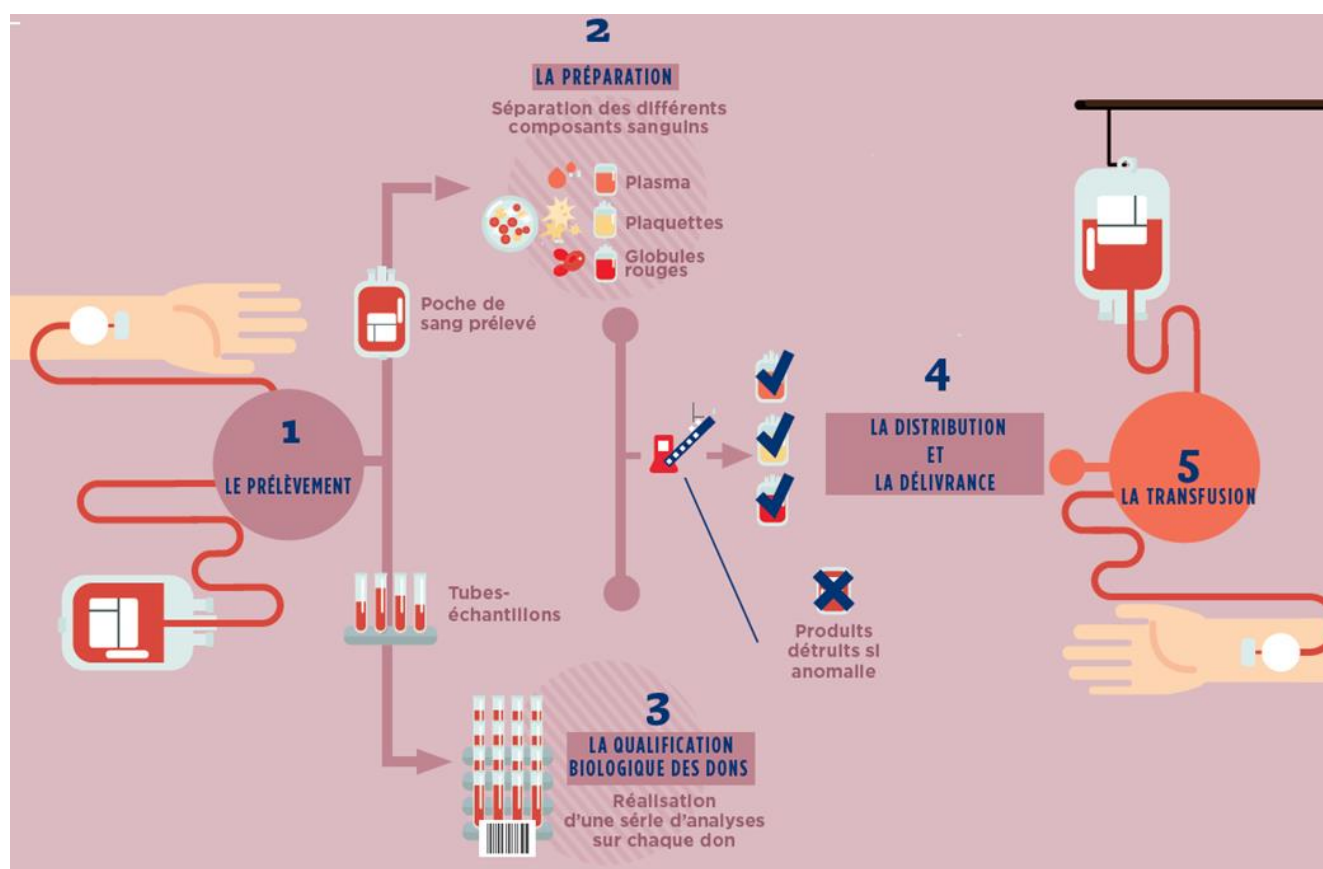 1
LE PRÉLÈVEMENT
Poche de
sang prélevé
Tubes-
échantillons
2
LA PRÉPARATION
Séparation des différents
composants sanguins
Plasma
Plaquettes
Globules
rouges
3
LA QUALIFICATION
BIOLOGIQUE DES DONS
Réalisation
d'une série d'analyses
sur chaque don
Produits
détruits si
anomalie
4
LA DISTRIBUTION
ET
LA DÉLIVRANCE
5
LA TRANSFUSION